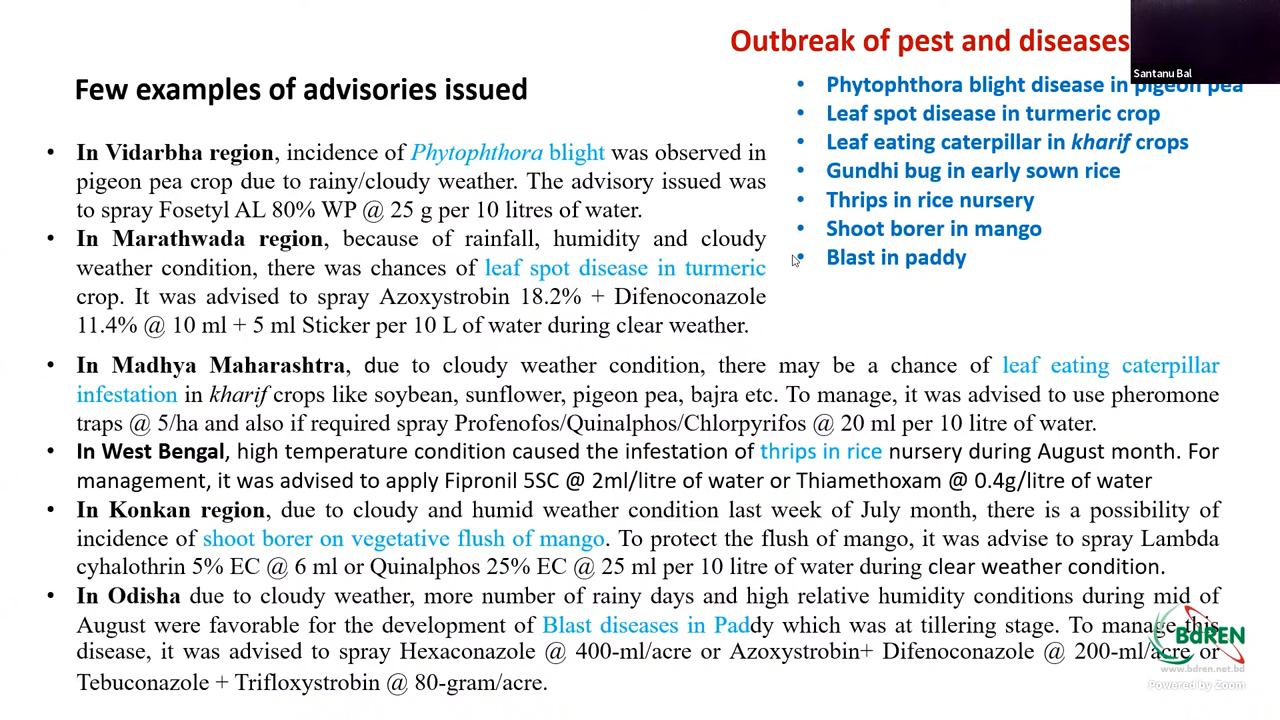 Outbreak of pest and diseases
Santanu Bal
Few examples of advisories issued
• Phytophthora blight disease in pigeon pea
• Leaf spot disease in turmeric crop
• Leaf eating caterpillar in kharif crops
• Gundhi bug in early sown rice
• Thrips in rice nursery
• Shoot borer in mango
• Blast in paddy
• In Vidarbha region, incidence of Phytophthora blight was observed in
pigeon pea crop due to rainy/cloudy weather. The advisory issued was
to spray Fosetyl AL 80% WP @ 25 g per 10 litres of water.
• In Marathwada region, because of rainfall, humidity and cloudy
weather condition, there was chances of leaf spot disease in turmeric
crop. It was advised to spray Azoxystrobin 18.2% + Difenoconazole
11.4% @ 10 ml + 5 ml Sticker per 10 L of water during clear weather.
• In Madhya Maharashtra, due to cloudy weather condition, there may be a chance of leaf eating caterpillar
infestation in kharif crops like soybean, sunflower, pigeon pea, bajra etc. To manage, it was advised to use pheromone
traps @ 5/ha and also if required spray Profenofos/Quinalphos/Chlorpyrifos @ 20 ml per 10 litre of water.
• In West Bengal, high temperature condition caused the infestation of thrips in rice nursery during August month. For
management, it was advised to apply Fipronil 5SC @ 2ml/litre of water or Thiamethoxam @ 0.4g/litre of water
• In Konkan region, due to cloudy and humid weather condition last week of July month, there is a possibility of
incidence of shoot borer on vegetative flush of mango. To protect the flush of mango, it was advise to spray Lambda
cyhalothrin 5% EC @ 6 ml or Quinalphos 25% EC @ 25 ml per 10 litre of water during clear weather condition.
• In Odisha due to cloudy weather, more number of rainy days and high relative humidity conditions during mid of
August were favorable for the development of Blast diseases in Paddy which was at tillering stage. To manage this
disease, it was advised to spray Hexaconazole @ 400-ml/acre or Azoxystrobin+ Difenoconazole @ 200-ml/acre or
Tebuconazole + Trifloxystrobin @ 80-gram/acre.
BdREN
www.bdren.net.bd
Powered by Zoom